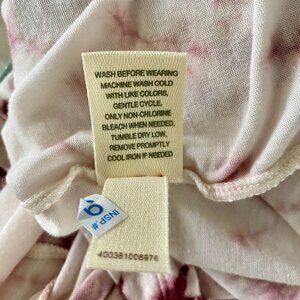 WASH BEFORE WEARING
MACHINE WASH COLD
WITH LIKE COLORS,
GENTLE CYCLE,
ONLY NON-CHLORINE
BLEACH WHEN NEEDED,
TUMBLE DRY LOW,
REMOVE PROMPTLY
COOL IRON IF NEEDED
INSP #
6
400381008976